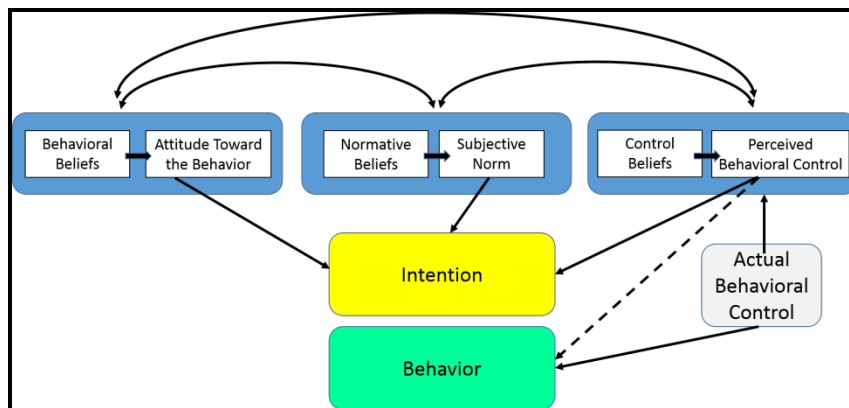 Behavioral
Beliefs
Attitude Toward
the Behavior
Normative
Beliefs
Subjective
Norm
Control
Beliefs
Perceived
Behavioral Control
Intention
Actual
Behavioral
Control
Behavior